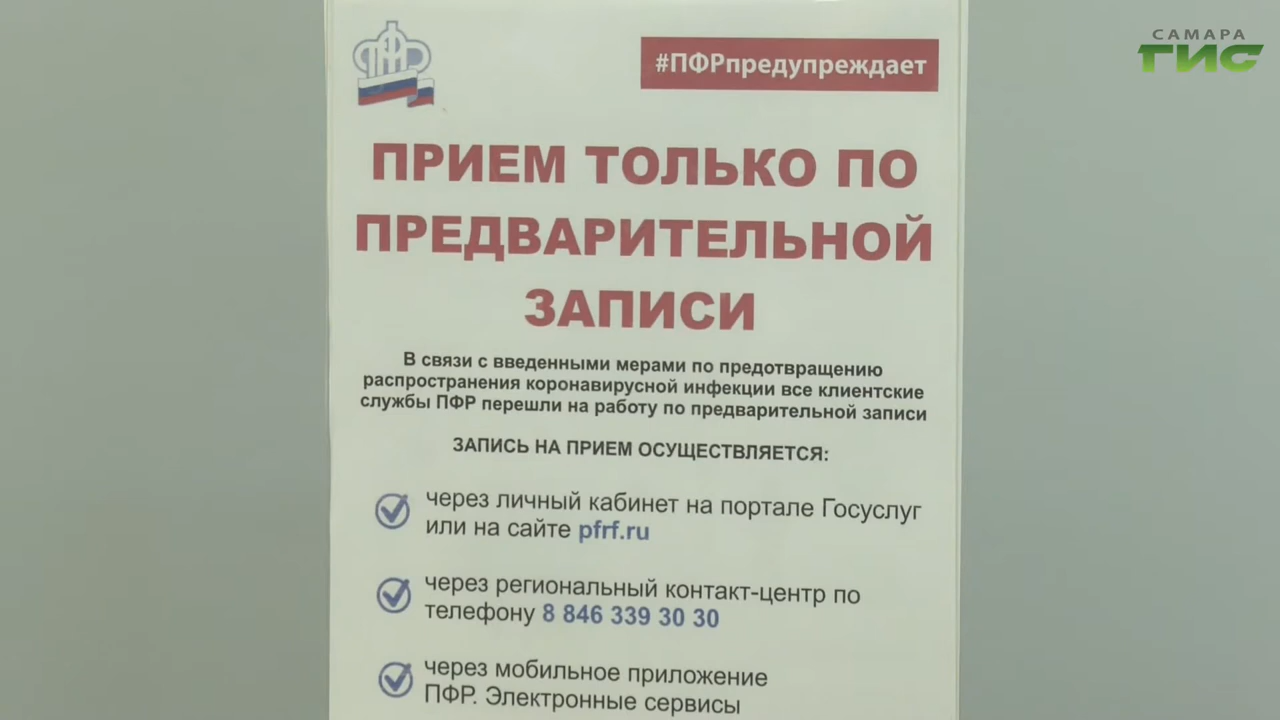 САМАРА
ГИС
ПФР
#ПФРпредупреждает
ПРИЕМ ТОЛЬКО ПО
ПРЕДВАРИТЕЛЬНОЙ
ЗАПИСИ
В связи с введенными мерами по предотвращению
распространения коронавирусной инфекции все клиентские
службы ПФР перешли на работу по предварительной записи
ЗАПИСЬ НА ПРИЕМ ОСУЩЕСТВЛЯЕТСЯ:
через личный кабинет на портале Госуслуг
или на сайте pfrf.ru
через региональный контакт-центр по
телефону 8 846 339 30 30
через мобильное приложение
ПФР. Электронные сервисы